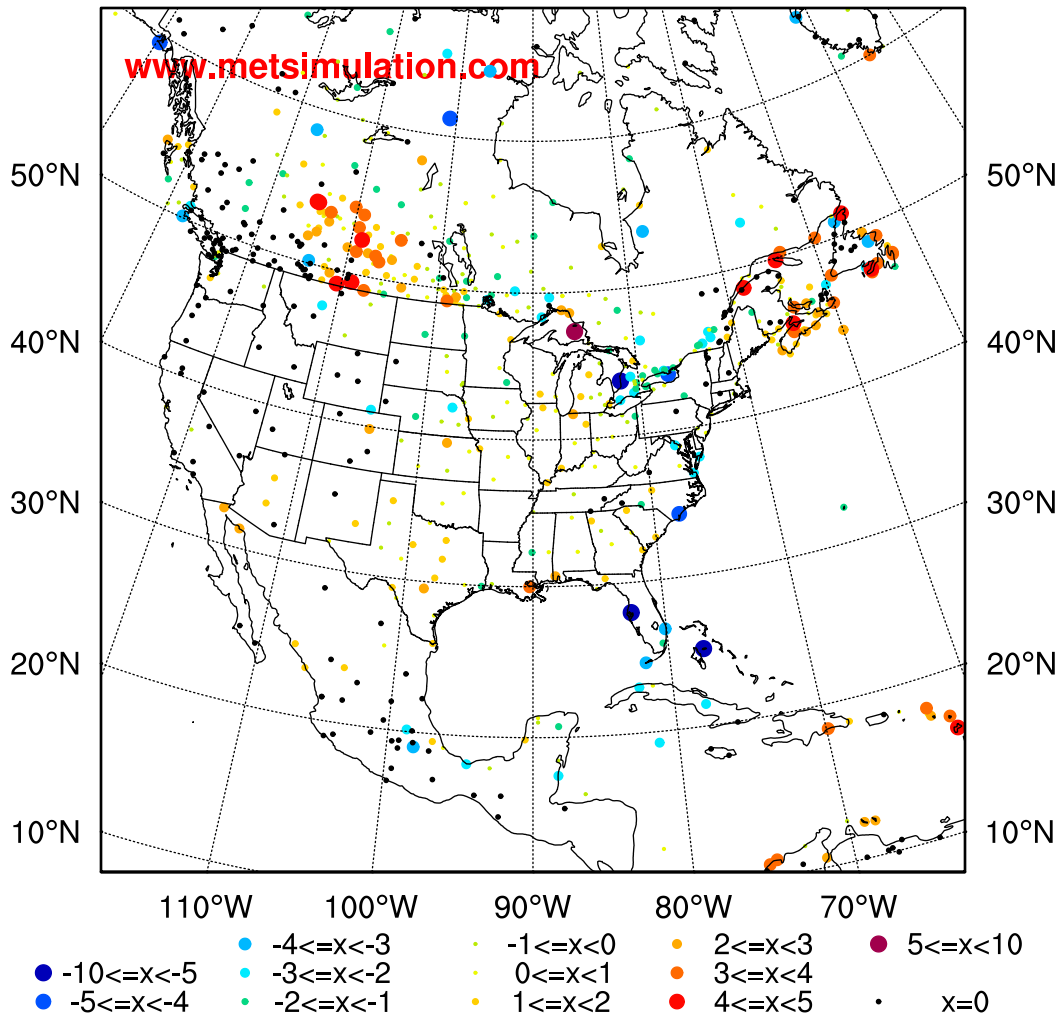 www.metsimulation.com
50°N 50°N
40°N 40°N
30°N 30°N
20°N 20°N
10°N 10°N
110°W 100°W 90°W 80°W 70°W
-4<=x<-3 -1<=x<0 2<=x<3 5<=x<10
-10<=x<-5 -3<=x<-2 0<=x<1 3<=x<4
-5<=x<-4 -2<=x<-1 1<=x<2 4<=x<5 x=0